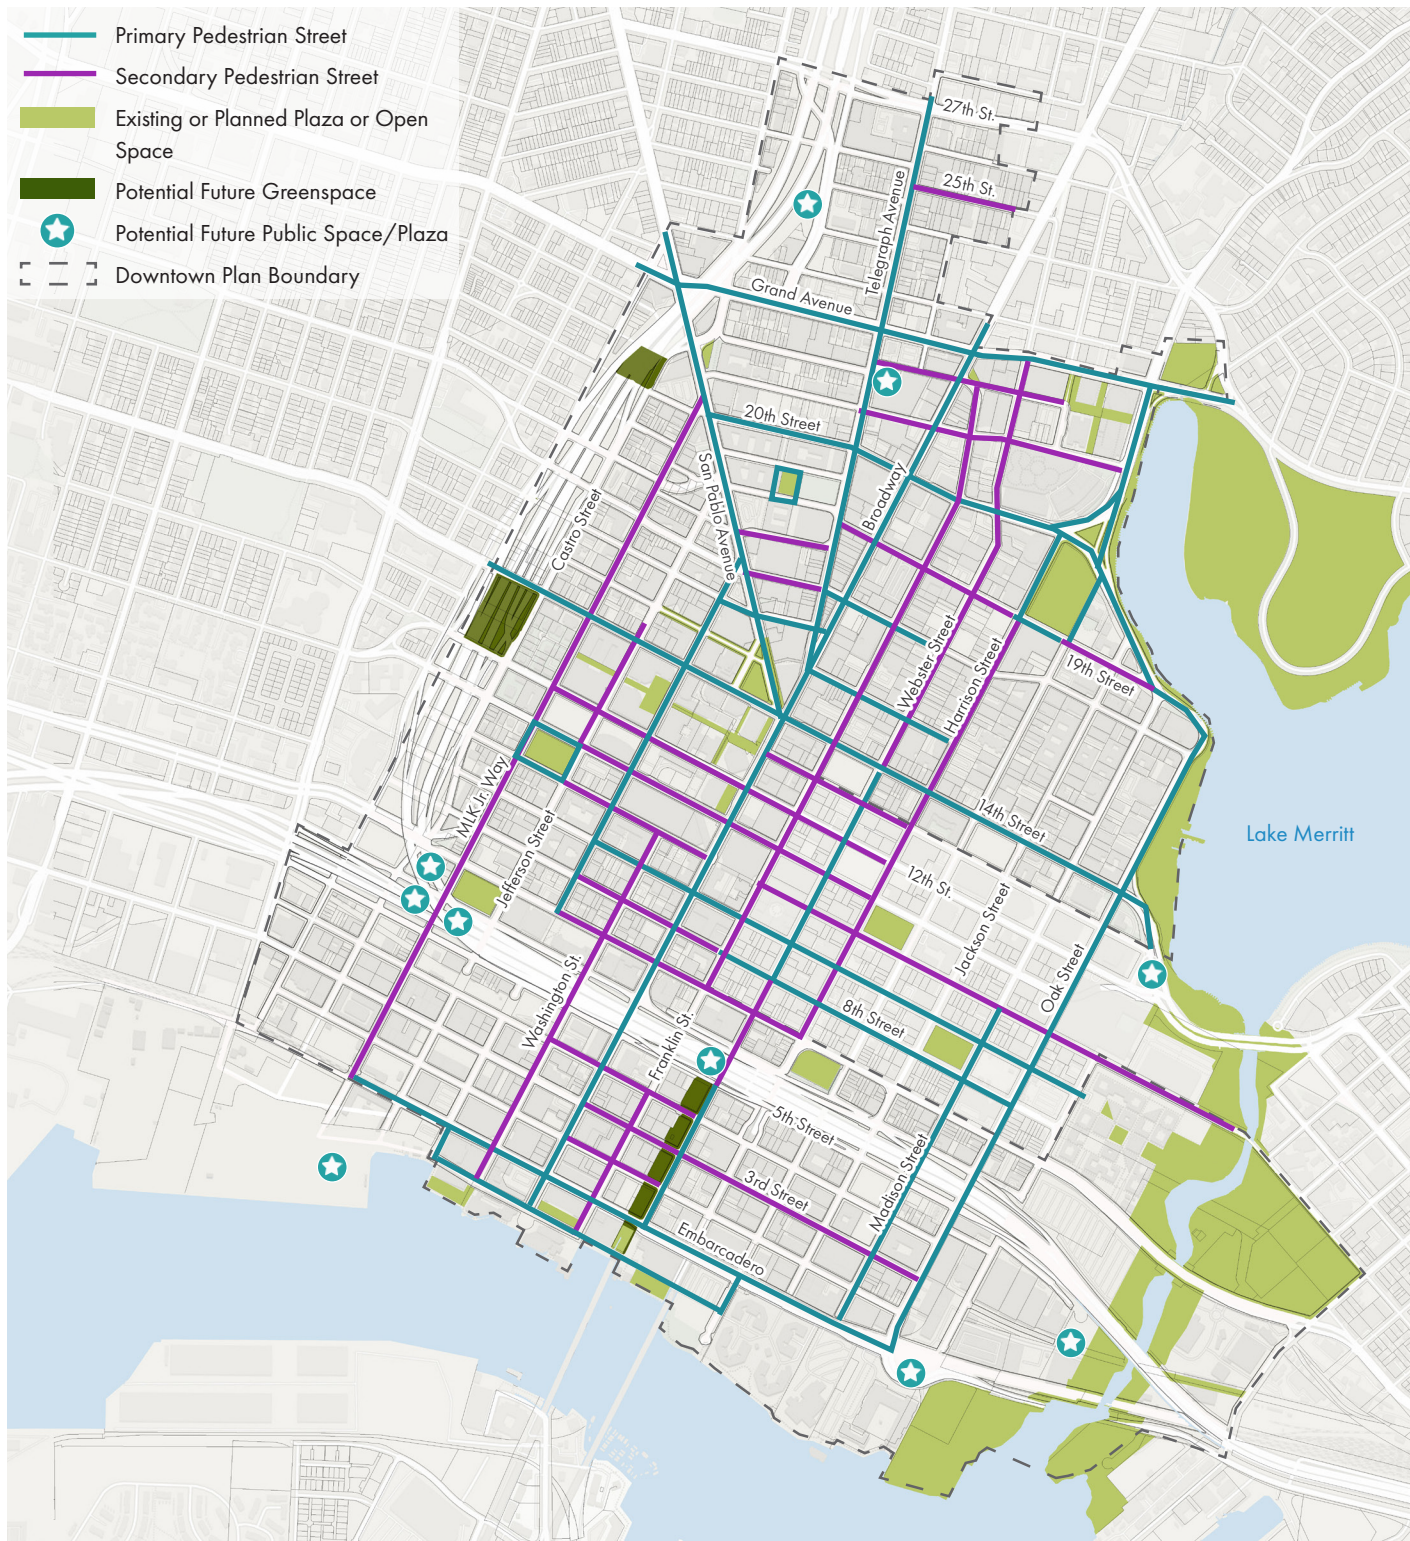 Primary Pedestrian Street
Secondary Pedestrian Street
Existing or Planned Plaza or Open
Space
Potential Future Greenspace
Potential Future Public Space/Plaza
Downtown Plan Boundary
27th St.
25th St.
Telegraph Avenue
Grand Avenue
20th Street
San Pablo Avenue
Broadway
Castro Street
Webster Street
Harrison Street
19th Street
MLK Jr. Way
Jefferson Street
14th Street
Lake Merritt
12th St.
Jackson Street
Oak Street
Washington St.
Franklin St.
8th Street
5th Street
Madison Street
3rd Street
Embarcadero